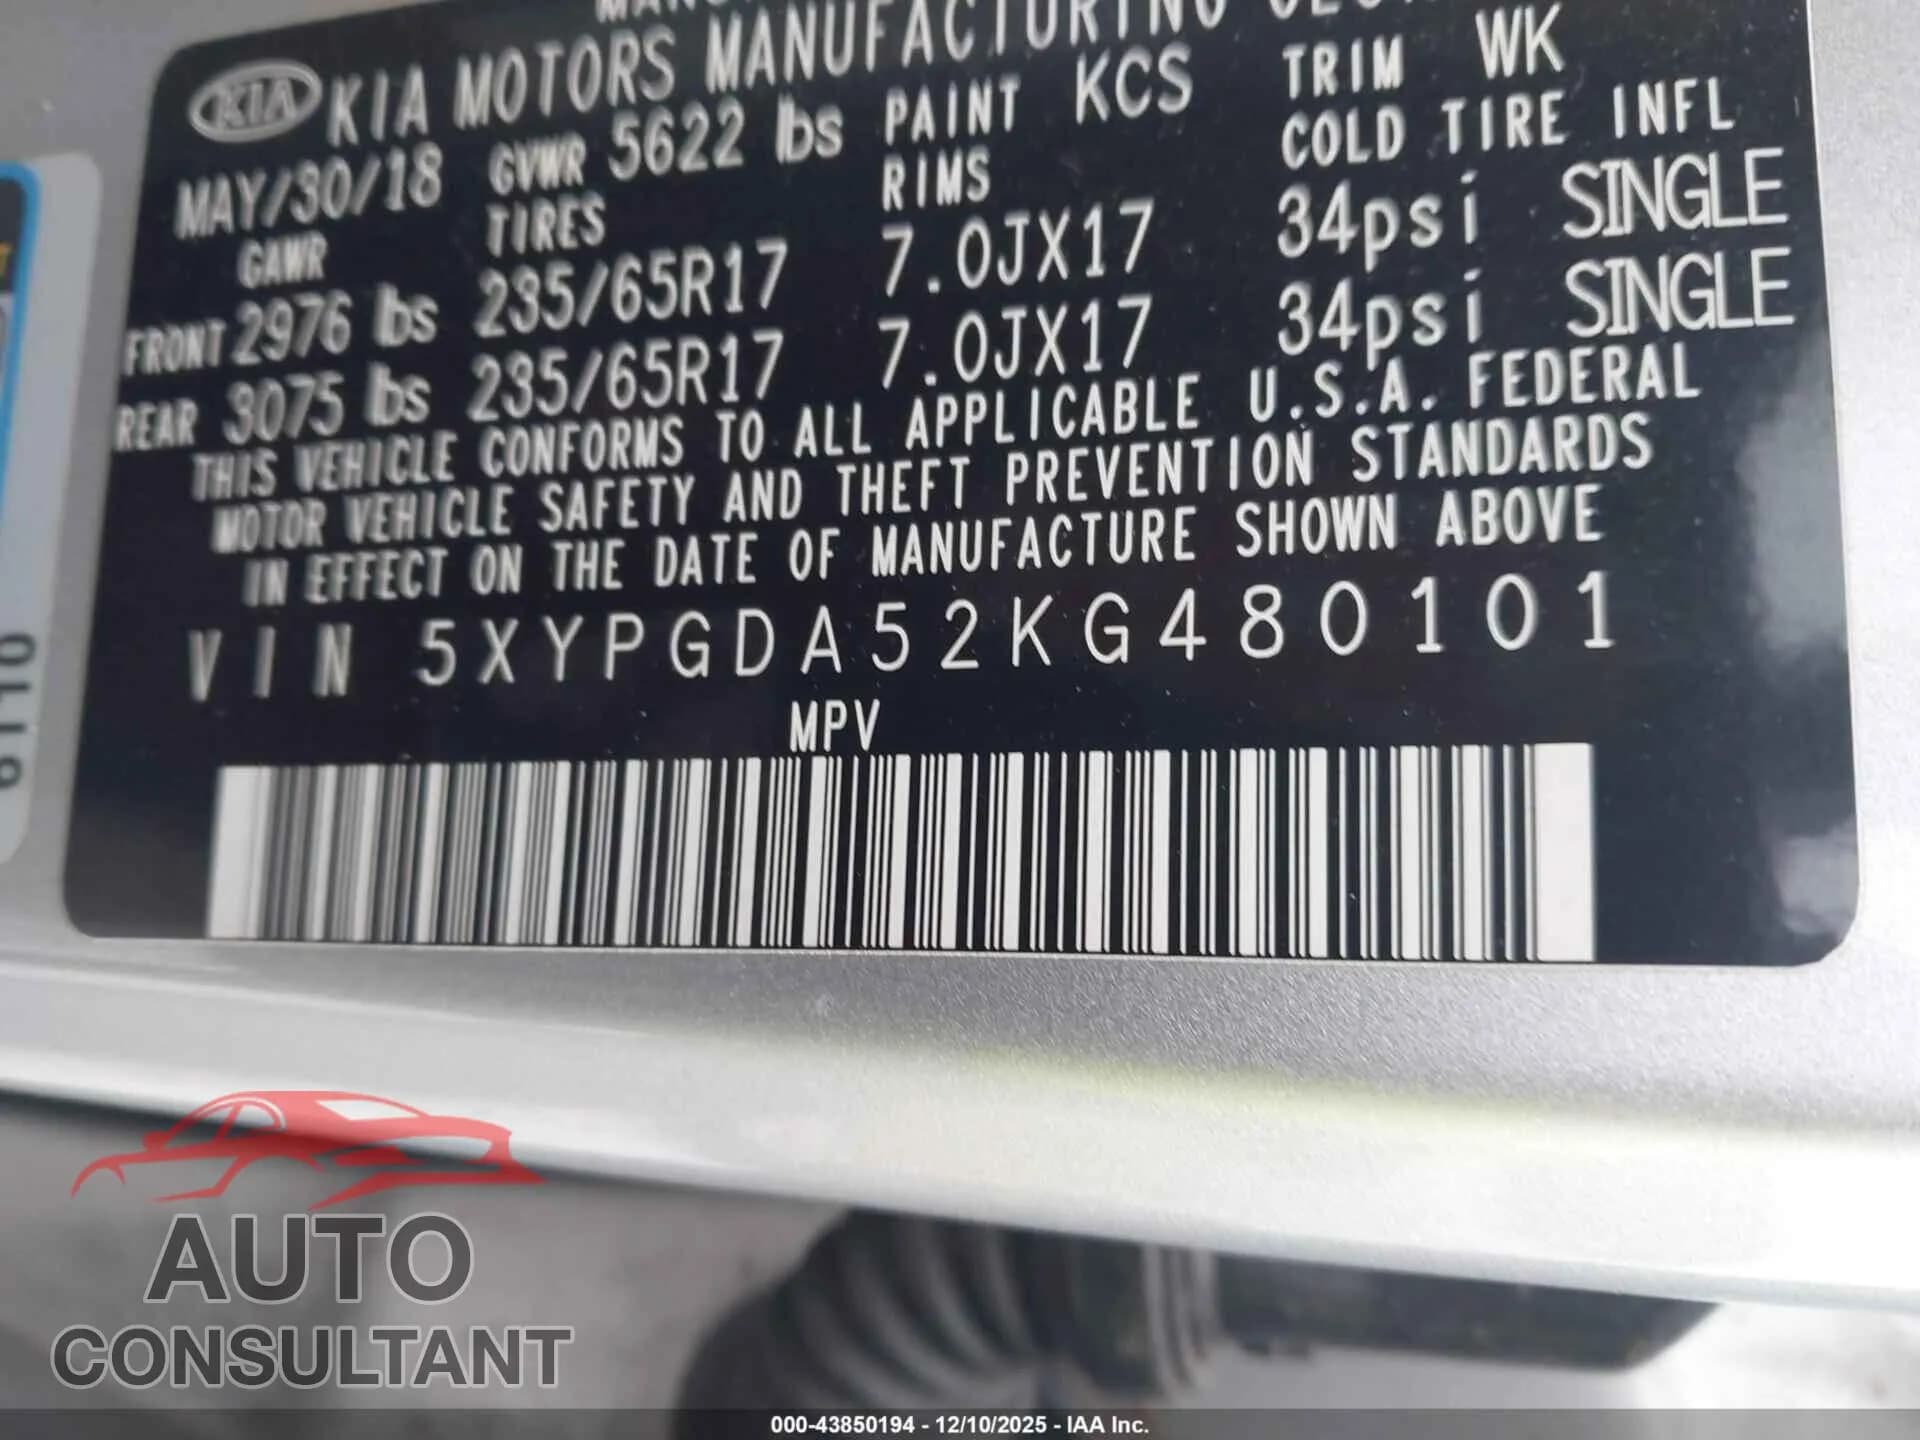 KIA KIA MOTORS MANUFACTURING
MAY/30/18 GVWR 5622 lbs PAINT KCS TRIM WK
GAWR TIRES RIMS COLD TIRE INFL
FRONT 2976 lbs 235/65R17 7.0JX17 34psi SINGLE
REAR 3075 lbs 235/65R17 7.0JX17 34psi SINGLE
THIS VEHICLE CONFORMS TO ALL APPLICABLE U.S.A. FEDERAL
MOTOR VEHICLE SAFETY AND THEFT PREVENTION STANDARDS
IN EFFECT ON THE DATE OF MANUFACTURE SHOWN ABOVE
VIN 5XYPGDA52KG480101
MPV
0110
AUTO
CONSULTANT
000-43850194 - 12/10/2025 - IAA Inc.